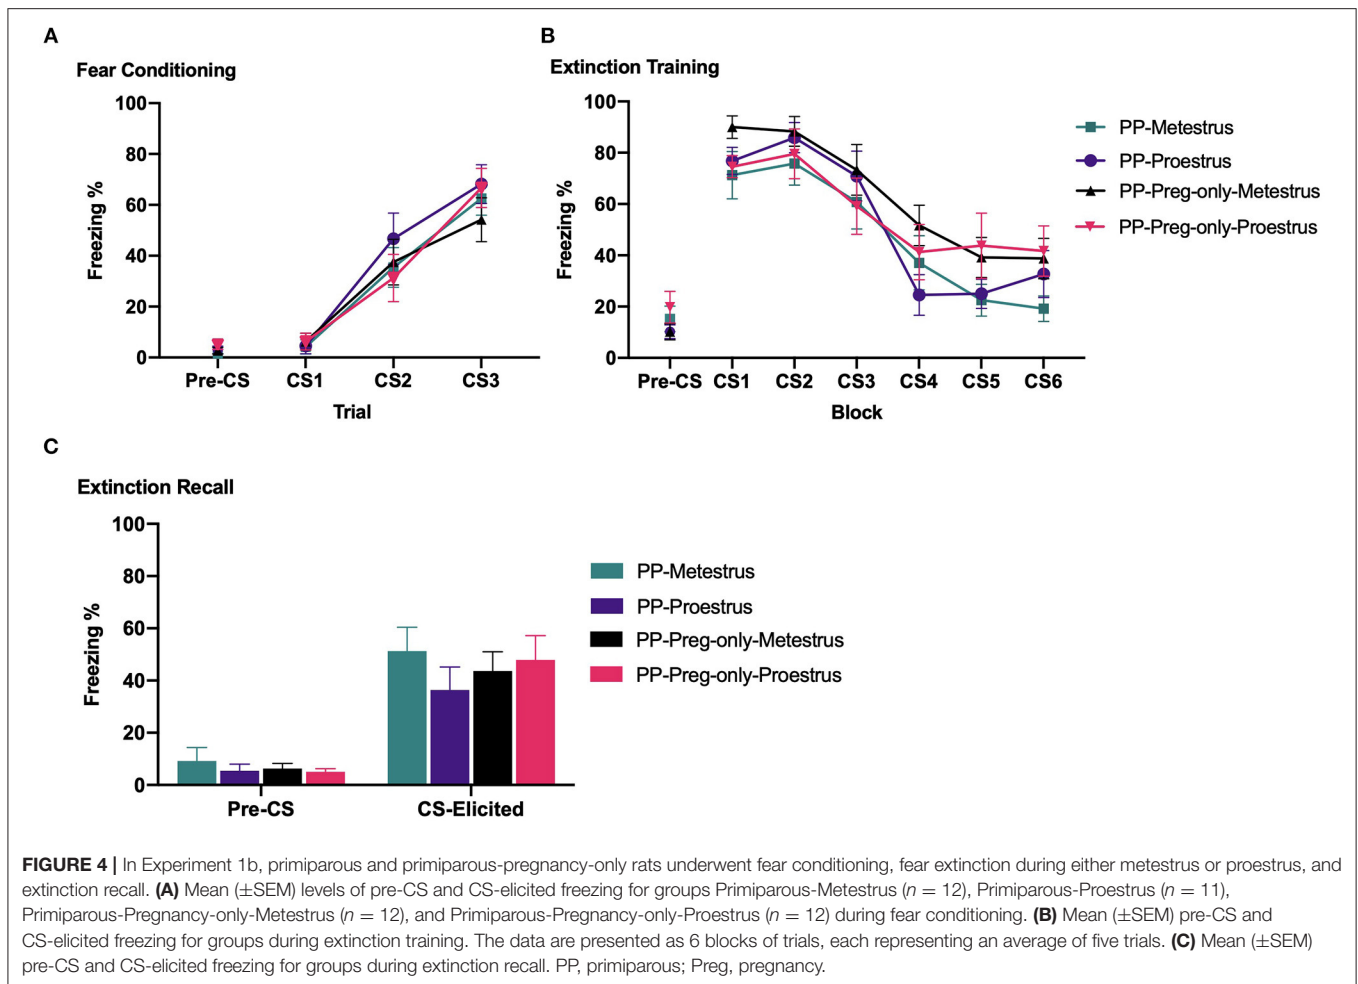 A
Fear Conditioning
Freezing %
100
80
60
40
20
0
Pre-CS CS1 CS2 CS3
Trial
B
Extinction Training
Freezing %
100
80
60
40
20
0
Pre-CS CS1 CS2 CS3 CS4 CS5 CS6
Block
PP-Metestrus
PP-Proestrus
PP-Preg-only-Metestrus
PP-Preg-only-Proestrus
C
Extinction Recall
Freezing %
100
80
60
40
20
0
Pre-CS CS-Elicited
PP-Metestrus
PP-Proestrus
PP-Preg-only-Metestrus
PP-Preg-only-Proestrus
FIGURE 4 | In Experiment 1b, primiparous and primiparous-pregnancy-only rats underwent fear conditioning, fear extinction during either metestrus or proestrus, and
extinction recall. (A) Mean (±SEM) levels of pre-CS and CS-elicited freezing for groups Primiparous-Metestrus (n = 12), Primiparous-Proestrus (n = 11),
Primiparous-Pregnancy-only-Metestrus (n = 12), and Primiparous-Pregnancy-only-Proestrus (n = 12) during fear conditioning. (B) Mean (±SEM) pre-CS and
CS-elicited freezing for groups during extinction training. The data are presented as 6 blocks of trials, each representing an average of five trials. (C) Mean (±SEM)
pre-CS and CS-elicited freezing for groups during extinction recall. PP, primiparous; Preg, pregnancy.